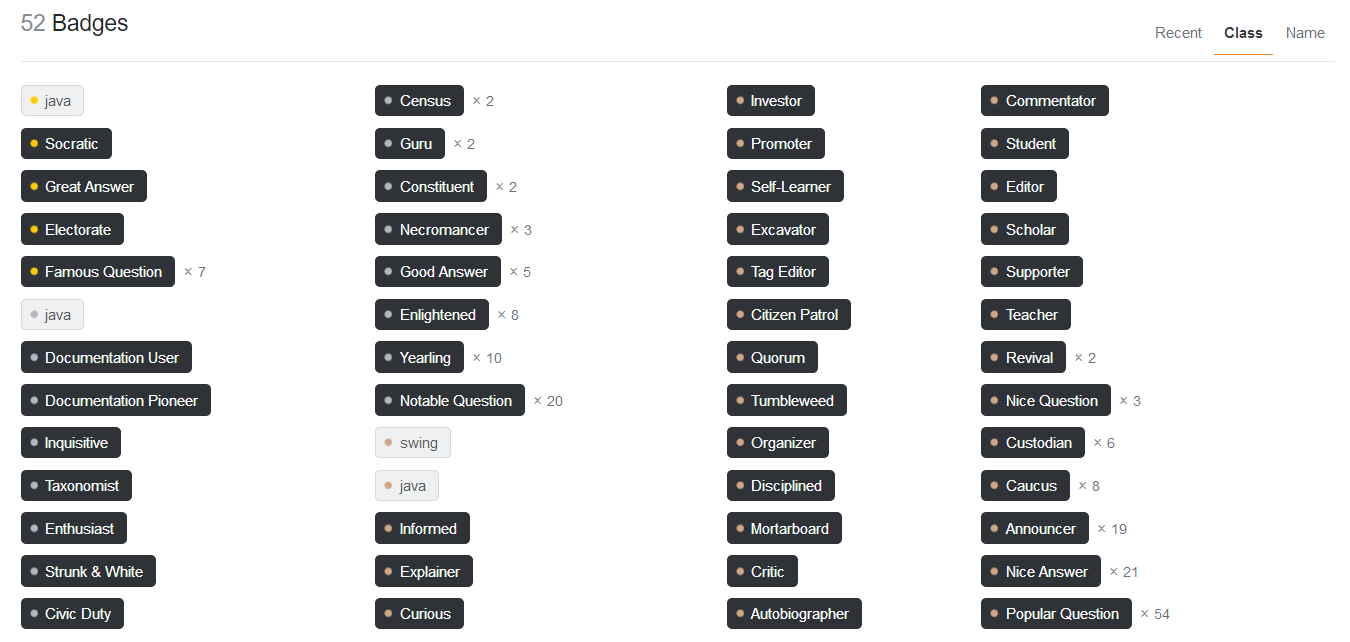 52 Badges
Recent Class Name
java
Socratic
Great Answer
Electorate
Famous Question × 7
java
Documentation User
Documentation Pioneer
Inquisitive
Taxonomist
Enthusiast
Strunk & White
Civic Duty
Census × 2
Guru × 2
Constituent × 2
Necromancer × 3
Good Answer × 5
Enlightened × 8
Yearling × 10
Notable Question × 20
swing
java
Informed
Explainer
Curious
Investor
Promoter
Self-Learner
Excavator
Tag Editor
Citizen Patrol
Quorum
Tumbleweed
Organizer
Disciplined
Mortarboard
Critic
Autobiographer
Commentator
Student
Editor
Scholar
Supporter
Teacher
Revival × 2
Nice Question × 3
Custodian × 6
Caucus × 8
Announcer × 19
Nice Answer × 21
Popular Question × 54